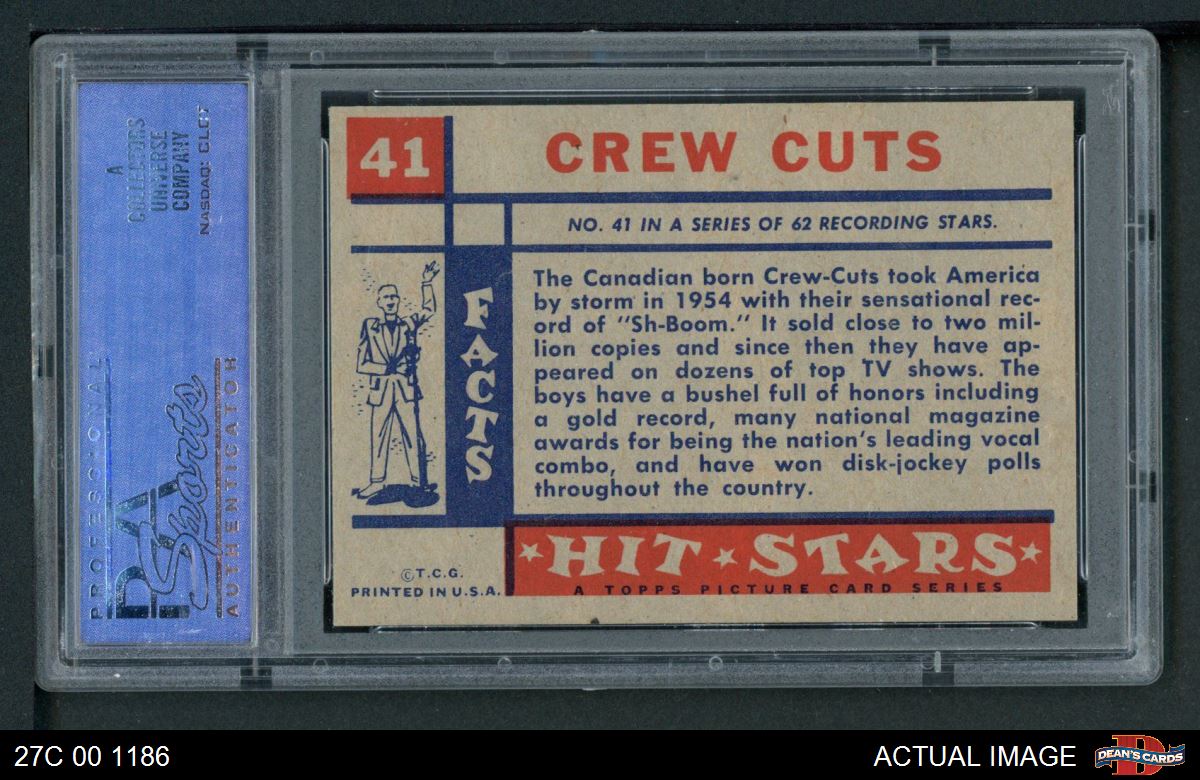 41
CREW CUTS
NO. 41 IN A SERIES OF 62 RECORDING STARS.
FACTS
The Canadian born Crew-Cuts took America
by storm in 1954 with their sensational rec-
ord of "Sh-Boom." It sold close to two mil-
lion copies and since then they have ap-
peared on dozens of top TV shows. The
boys have a bushel full of honors including
a gold record, many national magazine
awards for being the nation's leading vocal
combo, and have won disk-jockey polls
throughout the country.
HIT STARS
A TOPPS PICTURE CARD SERIES
©T.C.G.
PRINTED IN U.S.A.
A
COLLECTORS
UNIVERSE
COMPANY
NASDAQ: CLCT
PROFESSIONAL
PSA
Sports
AUTHENTICATOR
27C 00 1186
ACTUAL IMAGE
DEAN'S CARDS